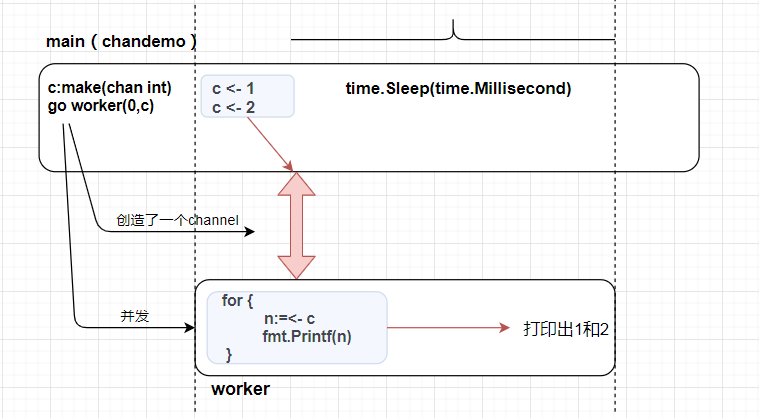 main（chandemo）
c:make(chan int)
go worker(0,c)
c <- 1
c <- 2
time.Sleep(time.Millisecond)
创造了一个channel
并发
for {
n:=<- c
fmt.Printf(n)
}
打印出1和2
worker